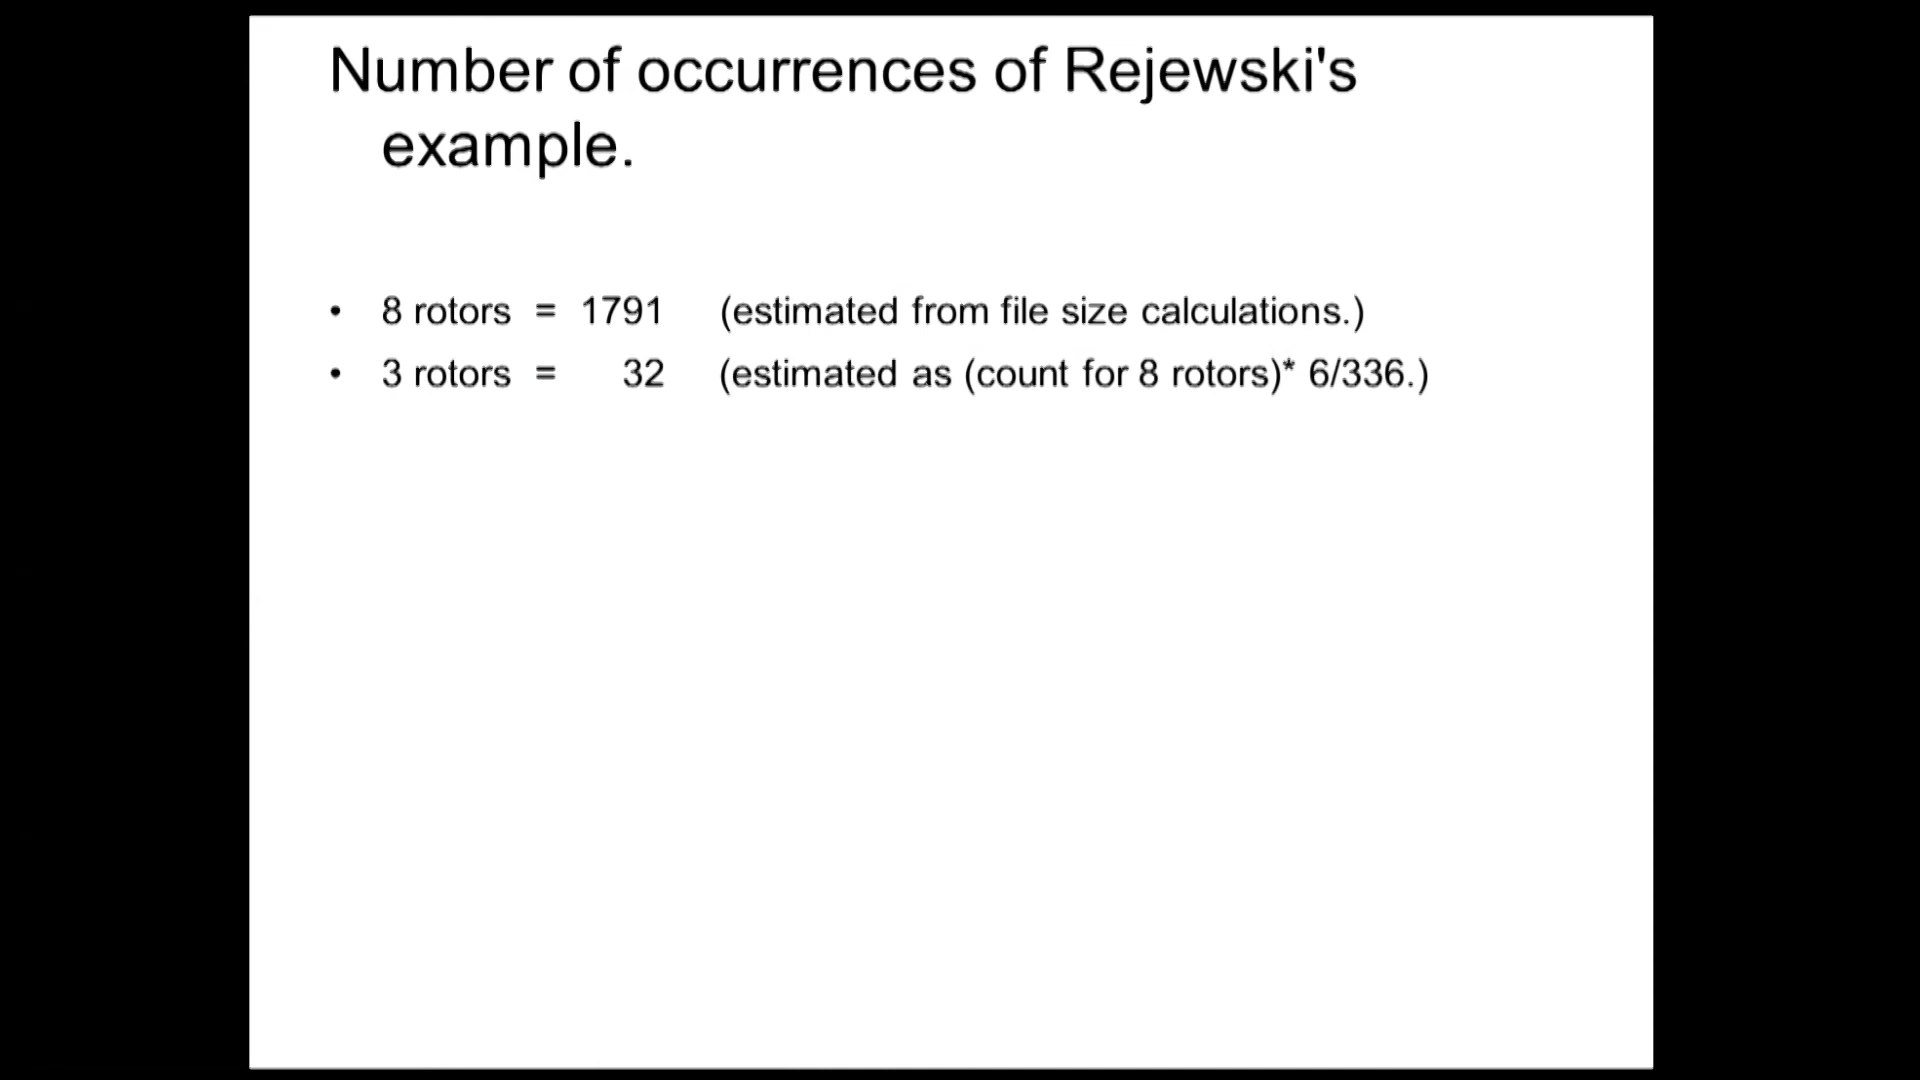 Number of occurrences of Rejewski's
example.
• 8 rotors = 1791 (estimated from file size calculations.)
• 3 rotors = 32 (estimated as (count for 8 rotors)* 6/336.)